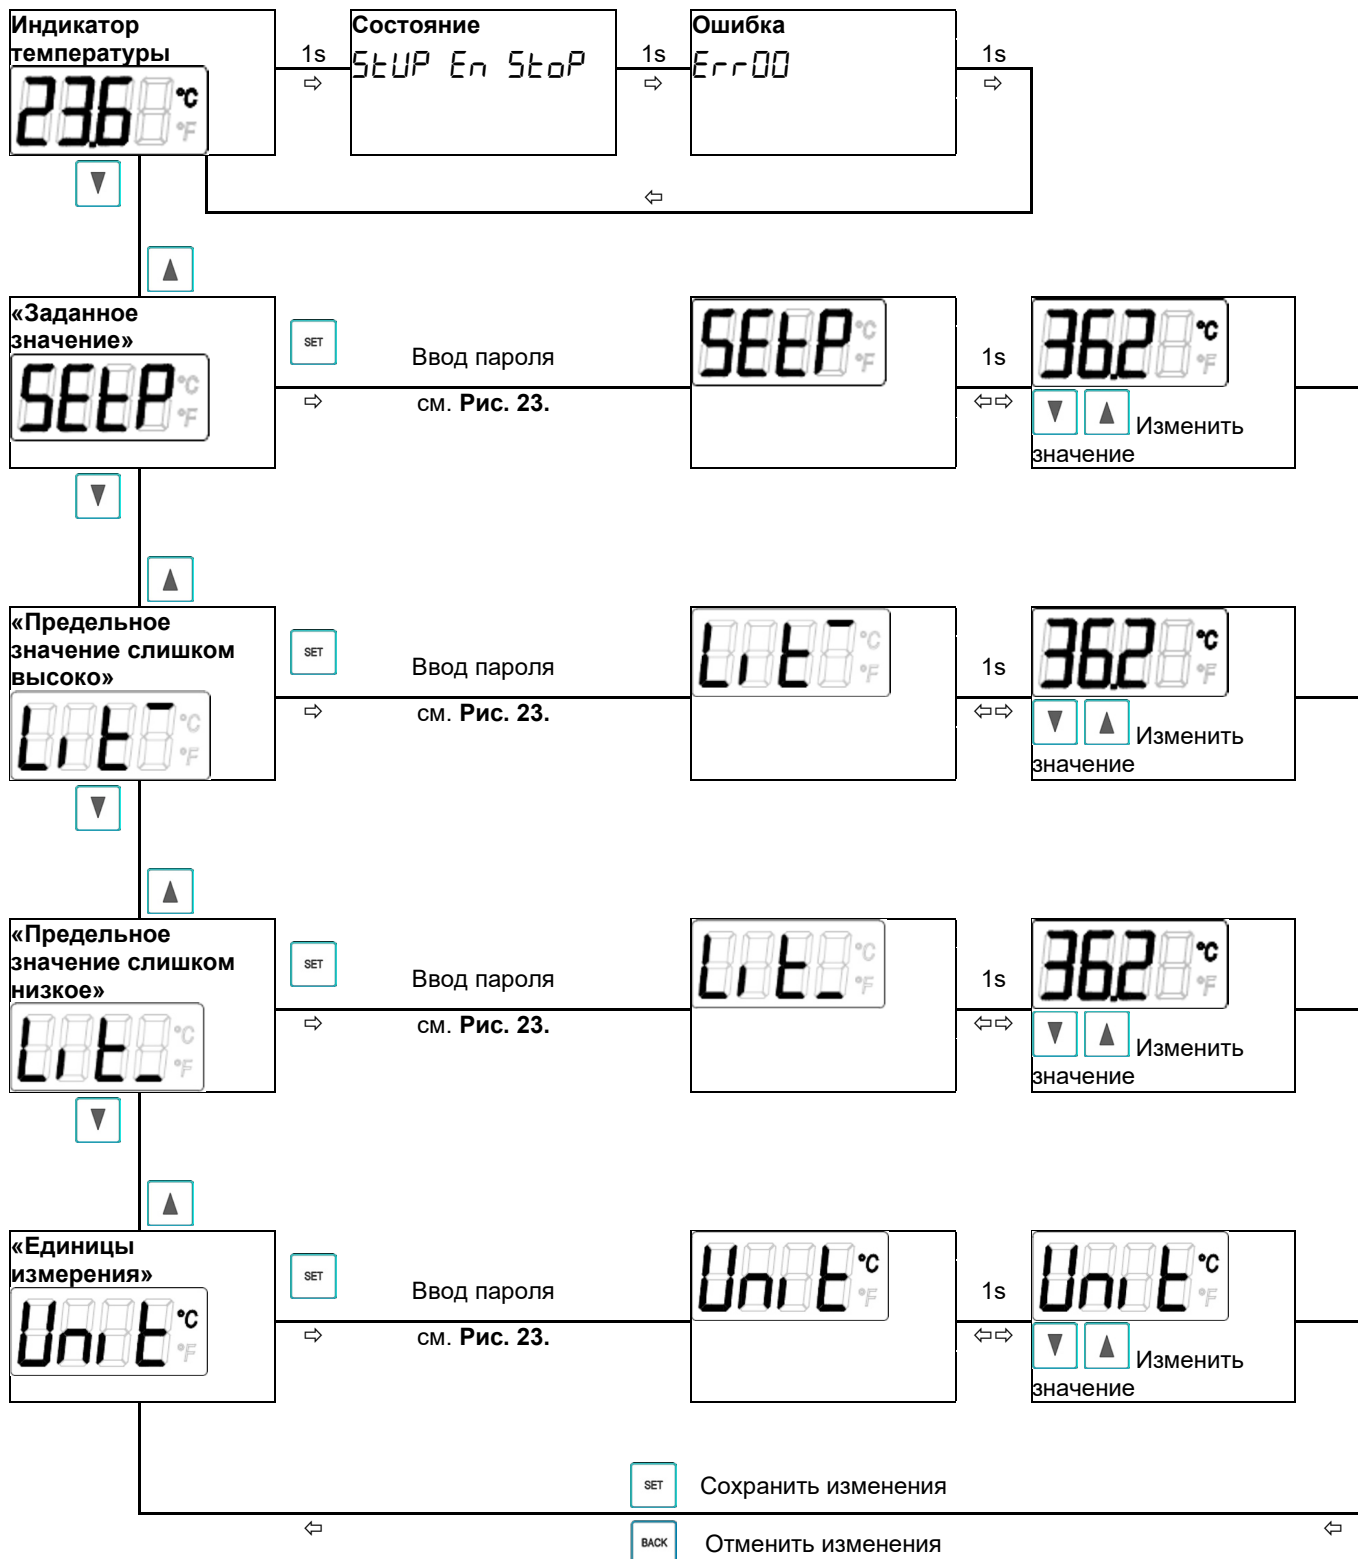 Индикатор
температуры
23.6 °C °F
1s
Состояние
StUP En StoP
1s
Ошибка
Err00
1s
«Заданное
значение»
SEtP °C °F
SET
Ввод пароля
см. Рис. 23.
SEtP °C °F
1s
36.2 °C °F
Изменить
значение
«Предельное
значение слишком
высоко»
Lit¯ °C °F
SET
Ввод пароля
см. Рис. 23.
Lit¯ °C °F
1s
36.2 °C °F
Изменить
значение
«Предельное
значение слишком
низкое»
Lit_ °C °F
SET
Ввод пароля
см. Рис. 23.
Lit_ °C °F
1s
36.2 °C °F
Изменить
значение
«Единицы
измерения»
Unit °C °F
SET
Ввод пароля
см. Рис. 23.
Unit °C °F
1s
Unit °C °F
Изменить
значение
SET Сохранить изменения
BACK Отменить изменения